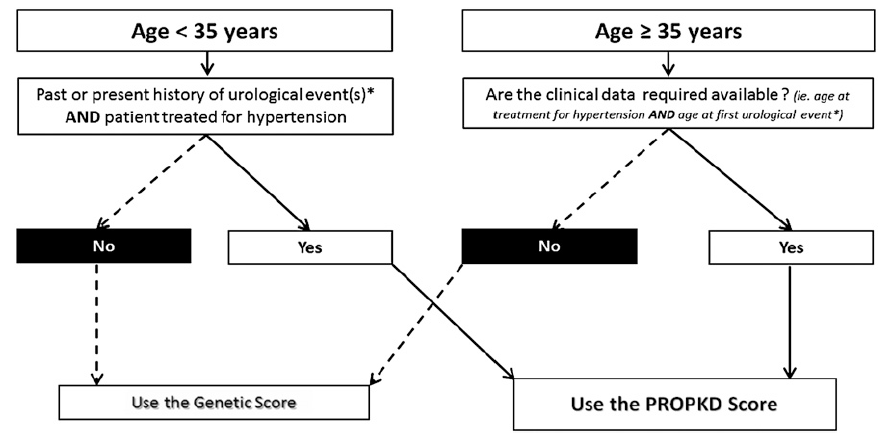 Age < 35 years
Age ≥ 35 years
Past or present history of urological event(s)*
AND patient treated for hypertension
Are the clinical data required available ? (ie. age at
treatment for hypertension AND age at first urological event*)
No
Yes
No
Yes
Use the Genetic Score
Use the PROPKD Score